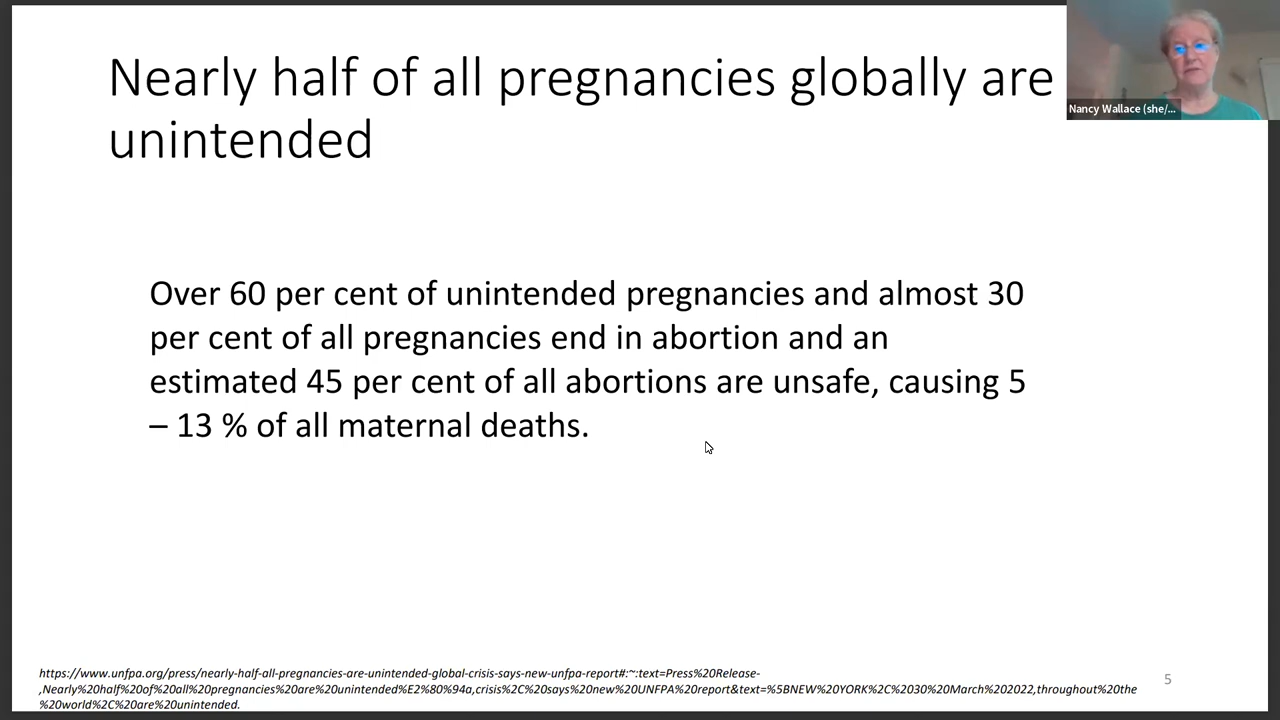 Nearly half of all pregnancies globally are
unintended
Nancy Wallace (she/...
Over 60 per cent of unintended pregnancies and almost 30
per cent of all pregnancies end in abortion and an
estimated 45 per cent of all abortions are unsafe, causing 5
– 13 % of all maternal deaths.
https://www.unfpa.org/press/nearly-half-all-pregnancies-are-unintended-global-crisis-says-new-unfpa-report#:~:text=Press%20Release-
,Nearly%20half%20of%20all%20pregnancies%20are%20unintended%E2%80%94a,crisis%2C%20says%20new%20UNFPA%20report&text=%5BNEW%20YORK%2C%2030%20March%202022,throughout%20the
%20world%2C%20are%20unintended.
5